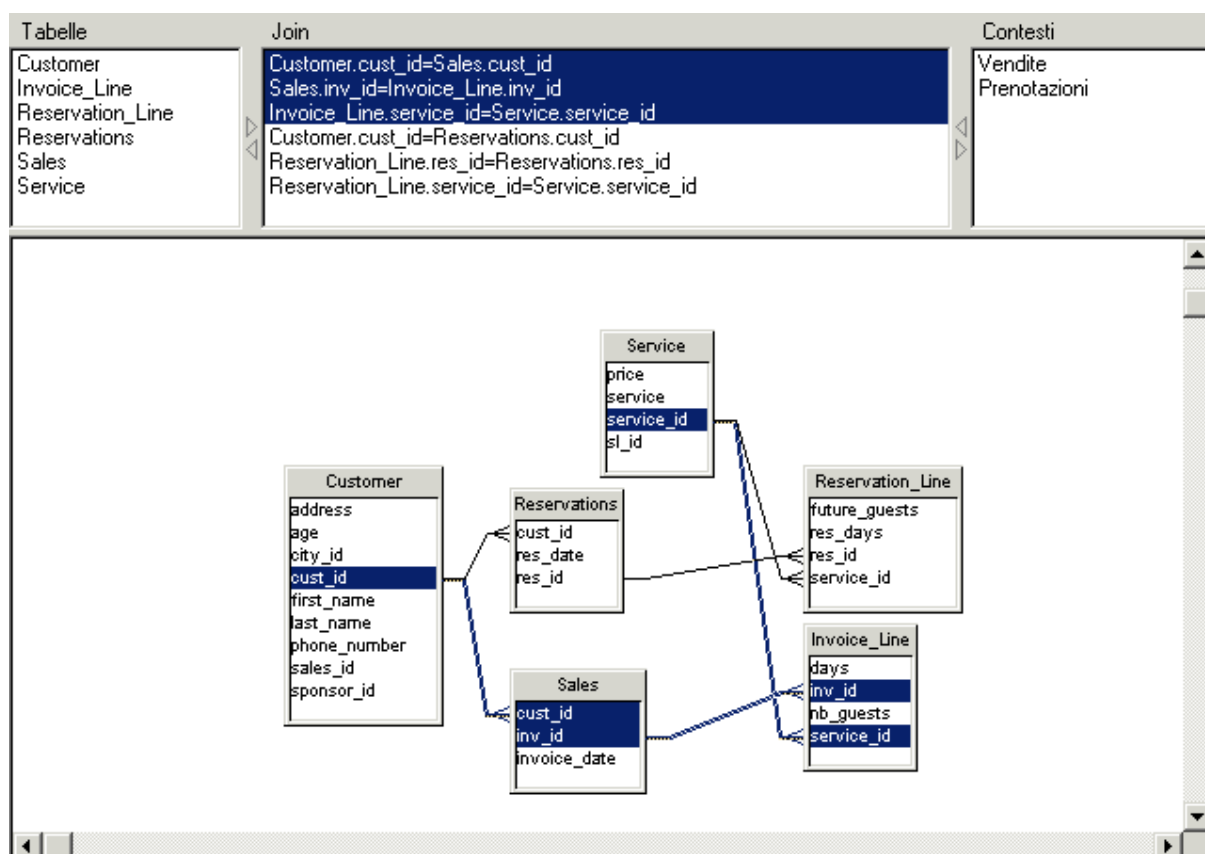 Tabelle
Join
Contesti
Customer
Invoice_Line
Reservation_Line
Reservations
Sales
Service
Customer.cust_id=Sales.cust_id
Sales.inv_id=Invoice_Line.inv_id
Invoice_Line.service_id=Service.service_id
Customer.cust_id=Reservations.cust_id
Reservation_Line.res_id=Reservations.res_id
Reservation_Line.service_id=Service.service_id
Vendite
Prenotazioni
Service
price
service
service_id
sl_id
Customer
address
age
city_id
cust_id
first_name
last_name
phone_number
sales_id
sponsor_id
Reservations
cust_id
res_date
res_id
Reservation_Line
future_guests
res_days
res_id
service_id
Sales
cust_id
inv_id
invoice_date
Invoice_Line
days
inv_id
nb_guests
service_id